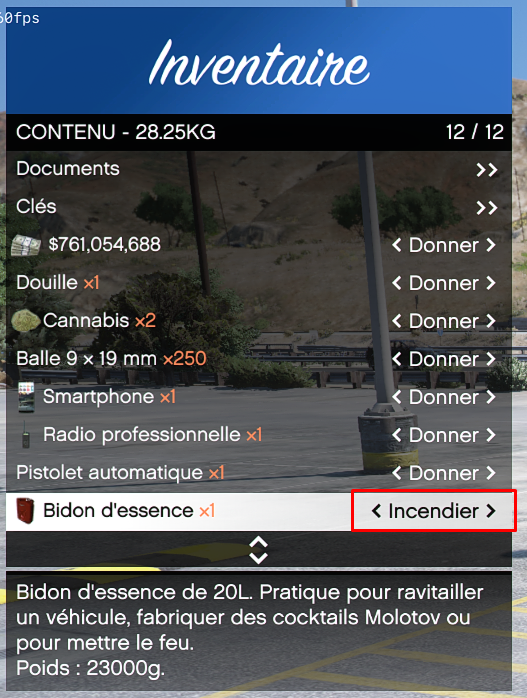 60fps
Inventaire
CONTENU - 28.25KG 12 / 12
Documents >>
Clés >>
$761,054,688 < Donner >
Douille x1 < Donner >
Cannabis x2 < Donner >
Balle 9 x 19 mm x250 < Donner >
Smartphone x1 < Donner >
Radio professionnelle x1 < Donner >
Pistolet automatique x1 < Donner >
Bidon d'essence x1 < Incendier >
Bidon d'essence de 20L. Pratique pour ravitailler
un véhicule, fabriquer des cocktails Molotov ou
pour mettre le feu.
Poids : 23000g.